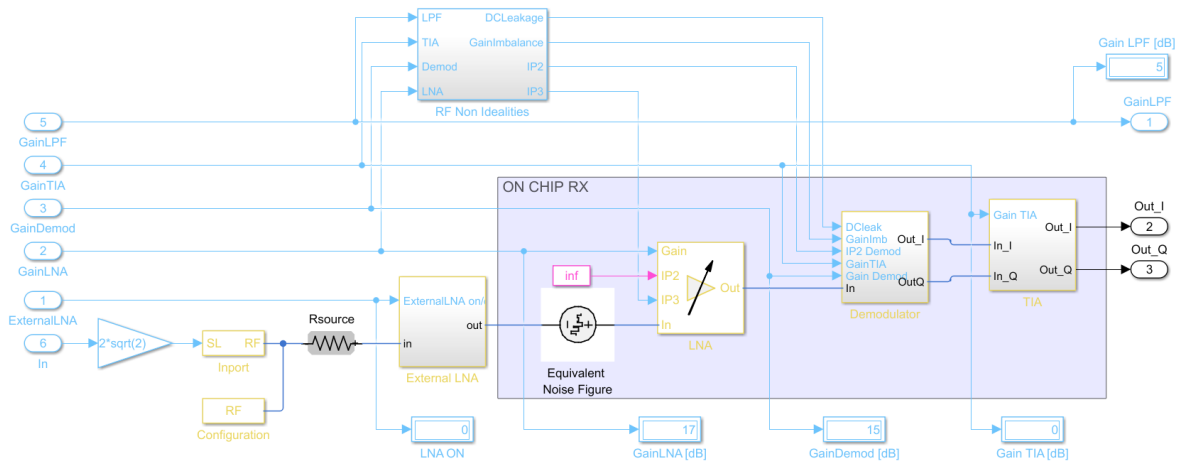 LPF
DCLeakage
TIA
GainImbalance
Demod
IP2
LNA
IP3
RF Non Idealities
Gain LPF [dB]
5
5
GainLPF
GainLPF
1
4
GainTIA
3
GainDemod
2
GainLNA
1
ExternalLNA
6
In
2*sqrt(2)
SL
RF
Inport
RF
Configuration
Rsource
ExternalLNA on/
in
out
External LNA
ON CHIP RX
inf
Equivalent
Noise Figure
Gain
IP2
IP3
In
Out
LNA
DCleak
GainImb
IP2 Demod
GainTIA
Gain Demod
In
Out_I
OutQ
Demodulator
Gain TIA
In_I
In_Q
Out_I
Out_Q
TIA
Out_I
2
Out_Q
3
0
LNA ON
17
GainLNA [dB]
15
GainDemod [dB]
0
Gain TIA [dB]